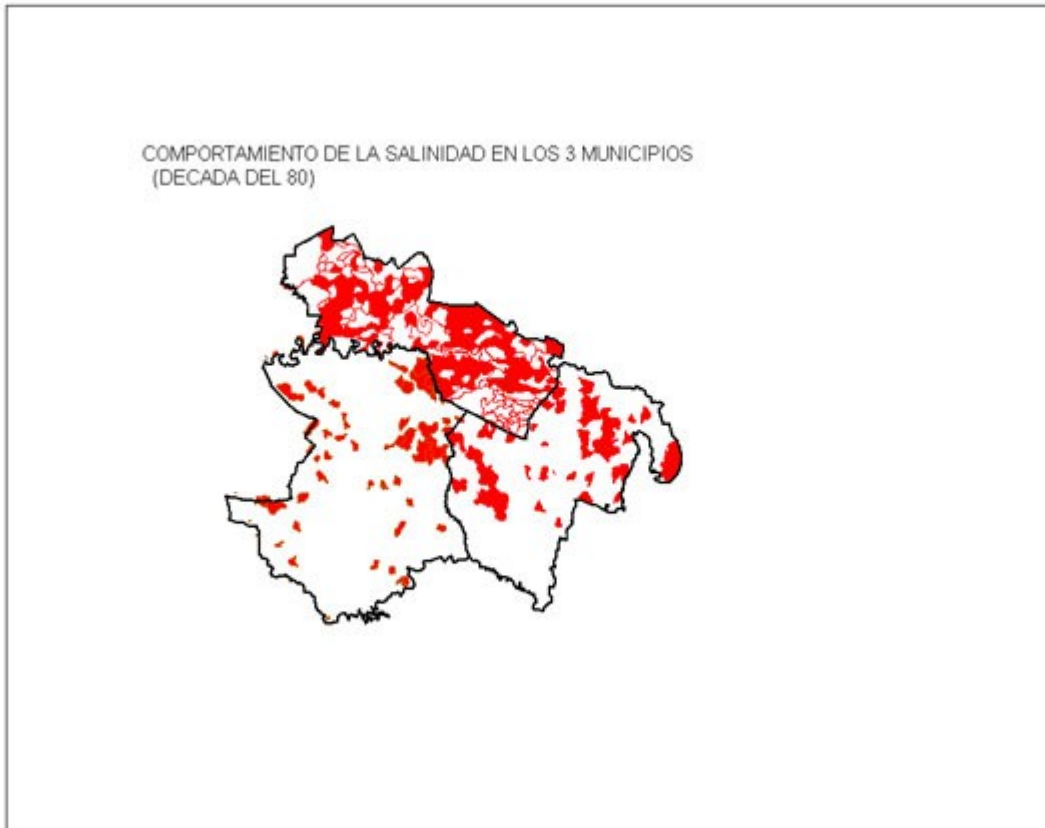 COMPORTAMIENTO DE LA SALINIDAD EN LOS 3 MUNICIPIOS
(DECADA DEL 80)